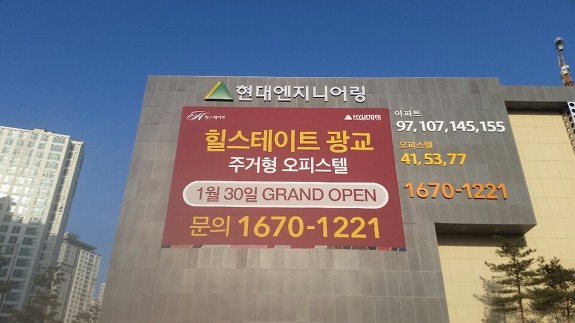 현대엔지니어링
힐스테이트
HYUNDAI
힐스테이트 광교
주거형 오피스텔
1월 30일 GRAND OPEN
문의 1670-1221
아파트
97, 107, 145, 155
오피스텔
41, 53, 77
1670-1221